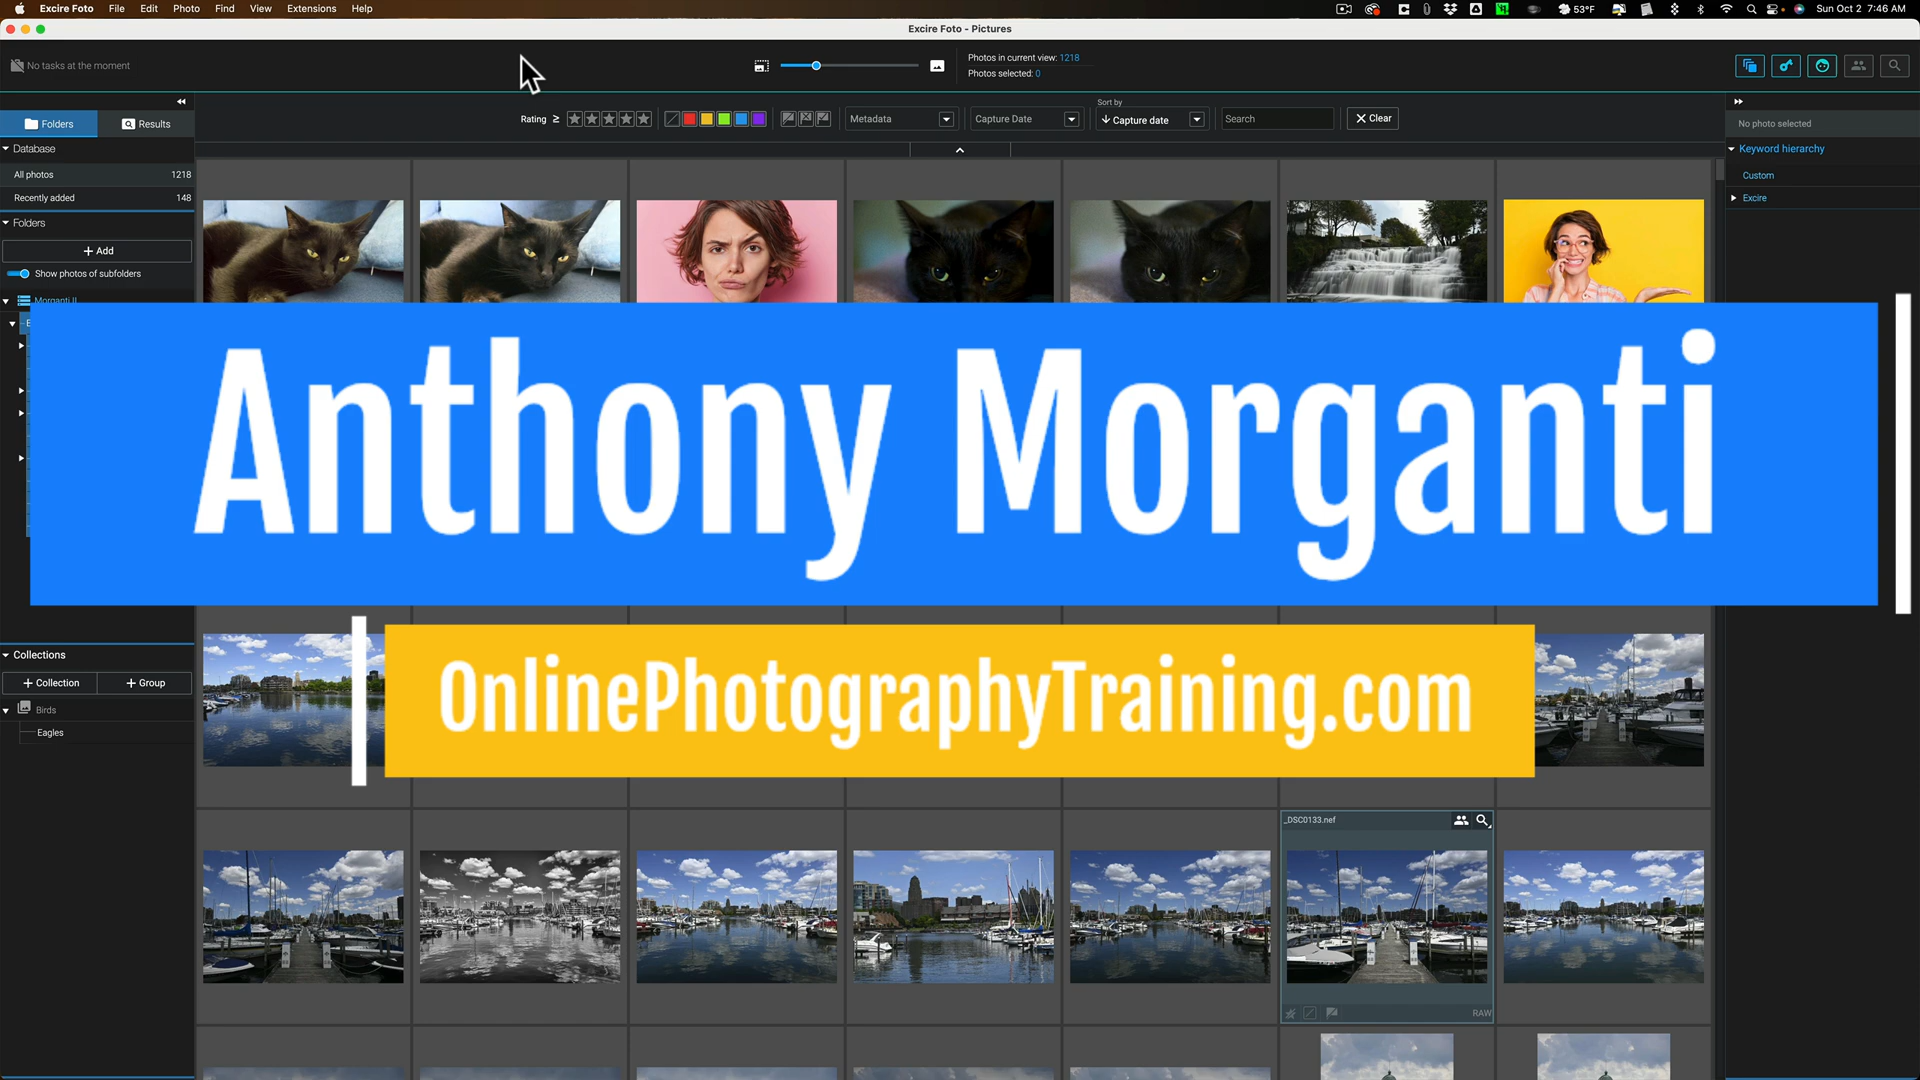 Excire Foto File Edit Photo Find View Extensions Help 53°F Sun Oct 2 7:46 AM
Excire Foto - Pictures
No tasks at the moment
Photos in current view: 1218
Photos selected: 0
Folders Results
Rating ≥ Metadata Capture Date Sort by Capture date Search Clear
No photo selected
Database
All photos 1218
Recently added 148
Folders
+ Add
Show photos of subfolders
Morganti II
Keyword hierarchy
Custom
Excire
Anthony Morganti
OnlinePhotographyTraining.com
Collections
+ Collection + Group
Birds
Eagles
_DSC0133.nef
RAW